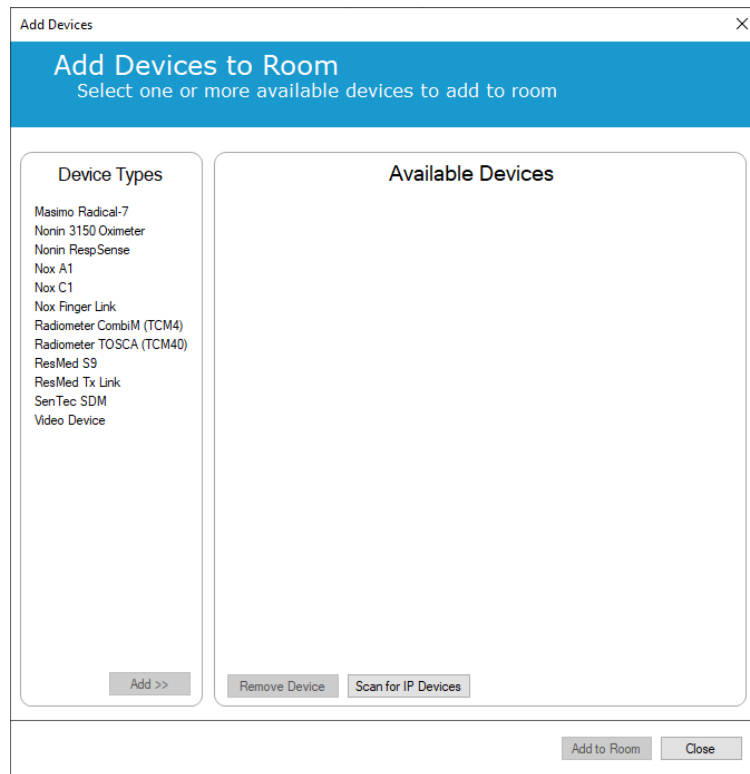 Add Devices
Add Devices to Room
Select one or more available devices to add to room
Device Types
Masimo Radical-7
Nonin 3150 Oximeter
Nonin RespSense
Nox A1
Nox C1
Nox Finger Link
Radiometer CombiM (TCM4)
Radiometer TOSCA (TCM40)
ResMed S9
ResMed Tx Link
SenTec SDM
Video Device
Add >>
Available Devices
Remove Device
Scan for IP Devices
Add to Room
Close